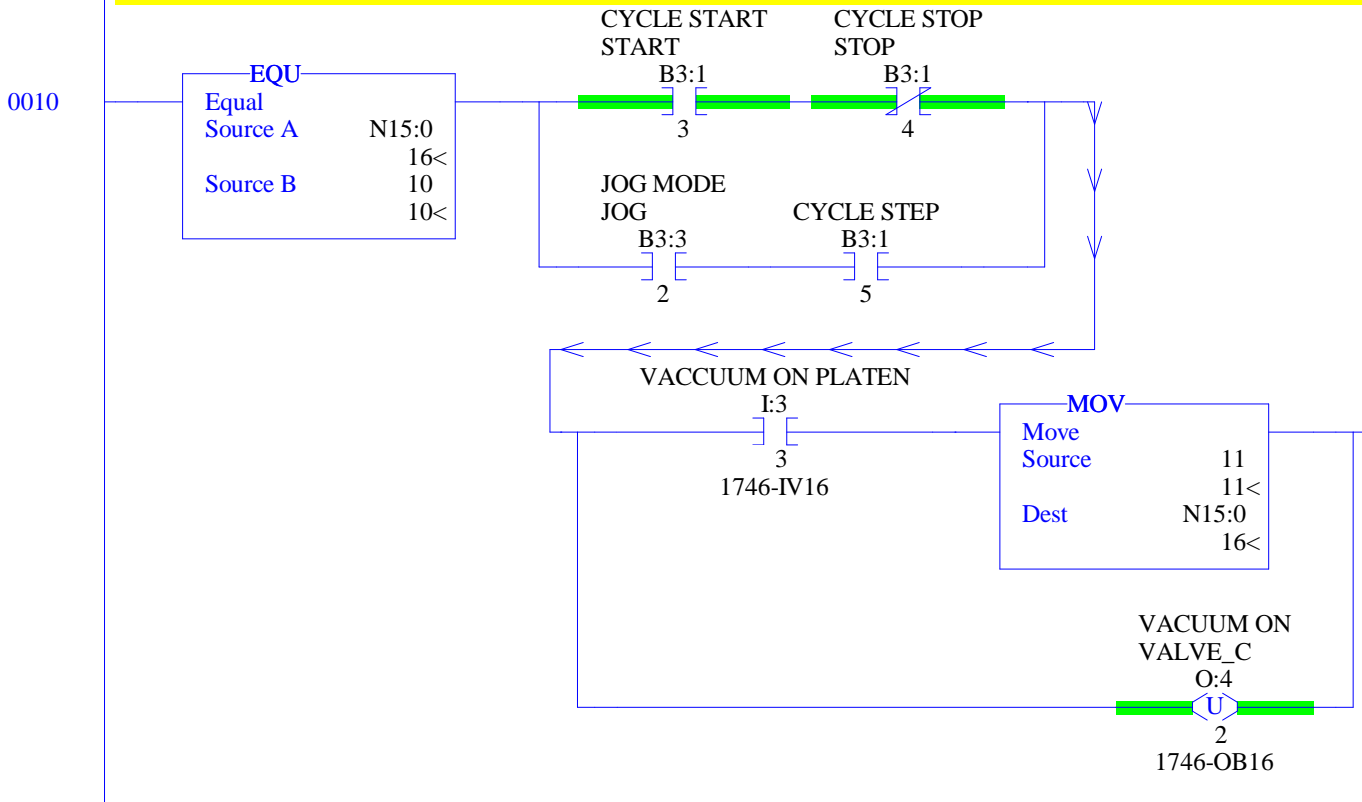 CYCLE START
START
B3:1
3
CYCLE STOP
STOP
B3:1
4
0010
EQU
Equal
Source A N15:0
16<
Source B 10
10<
JOG MODE
JOG
B3:3
2
CYCLE STEP
B3:1
5
VACCUUM ON PLATEN
I:3
3
1746-IV16
MOV
Move
Source 11
11<
Dest N15:0
16<
VACUUM ON
VALVE_C
O:4
U
2
1746-OB16